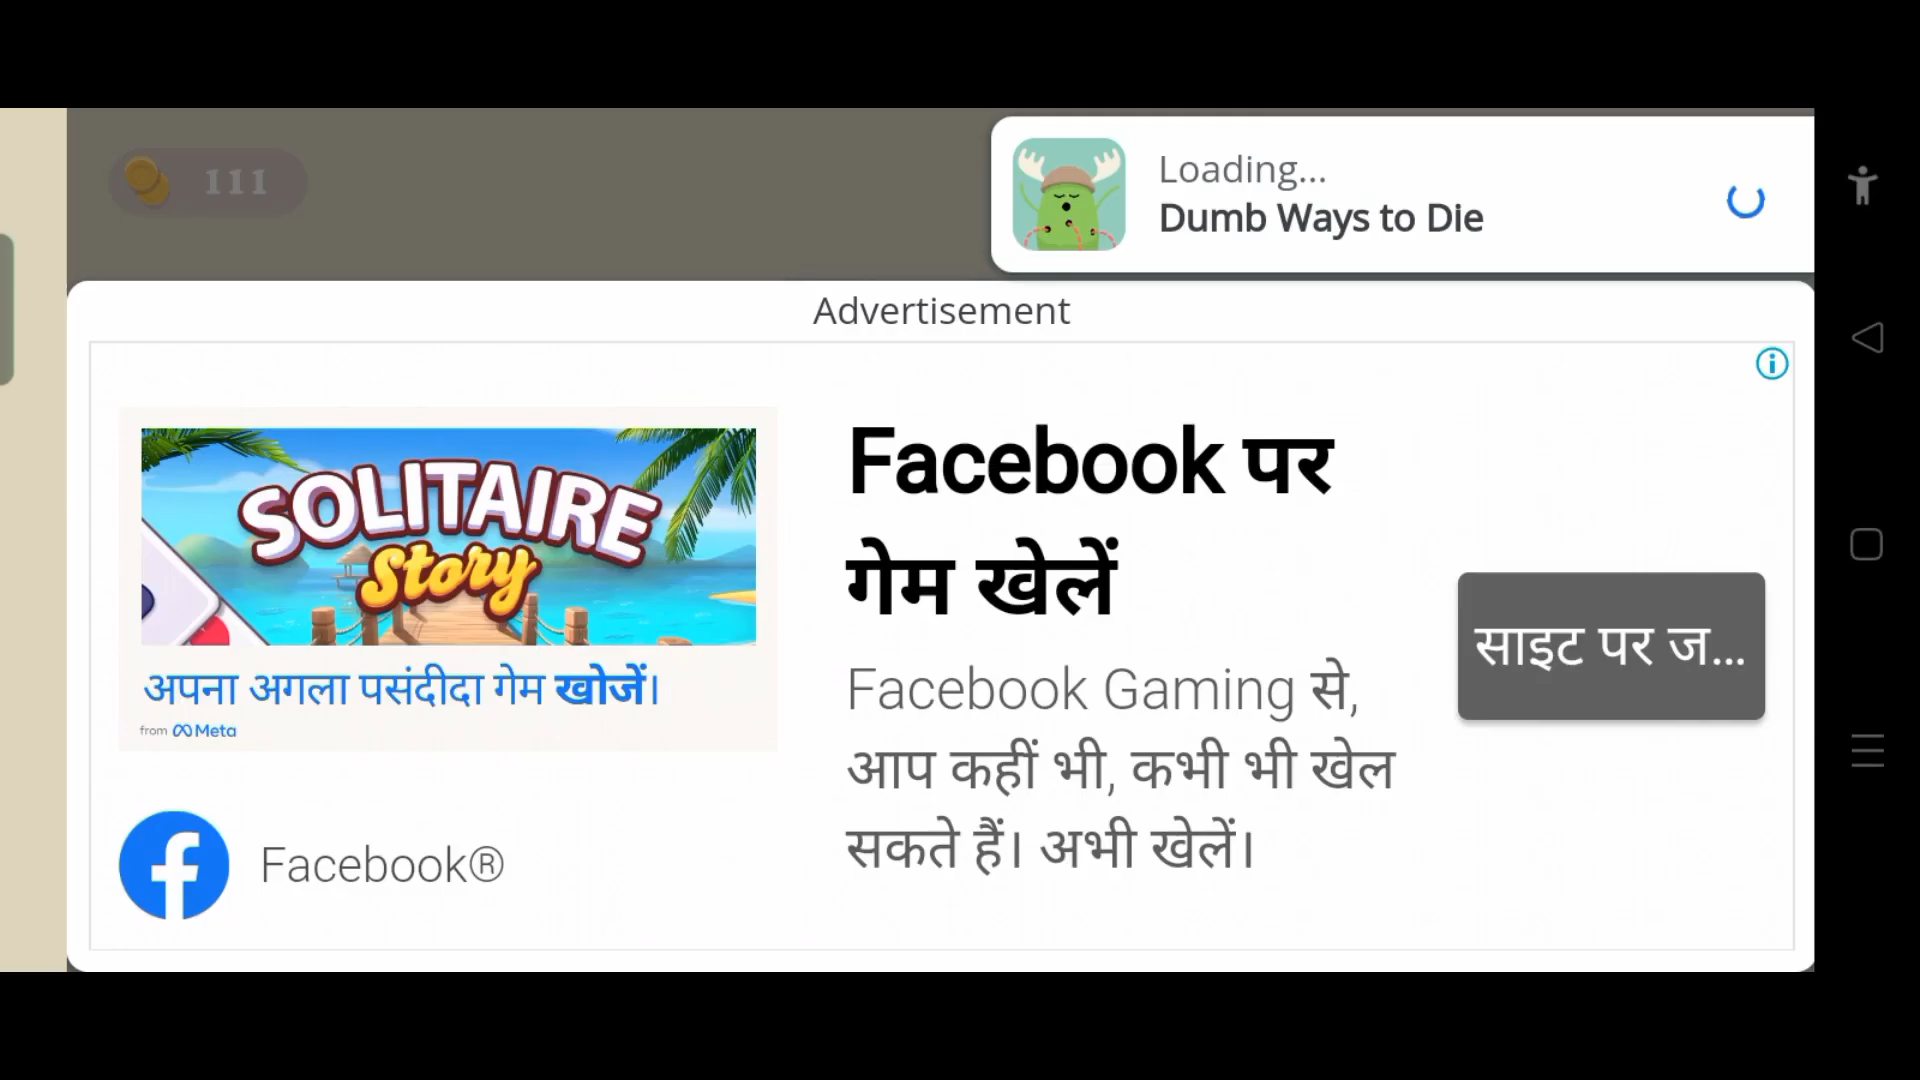 111
Loading...
Dumb Ways to Die
Advertisement
SOLITAIRE
Story
अपना अगला पसंदीदा गेम खोजें।
from Meta
Facebook®
Facebook पर
गेम खेलें
Facebook Gaming से,
आप कहीं भी, कभी भी खेल
सकते हैं। अभी खेलें।
साइट पर ज...